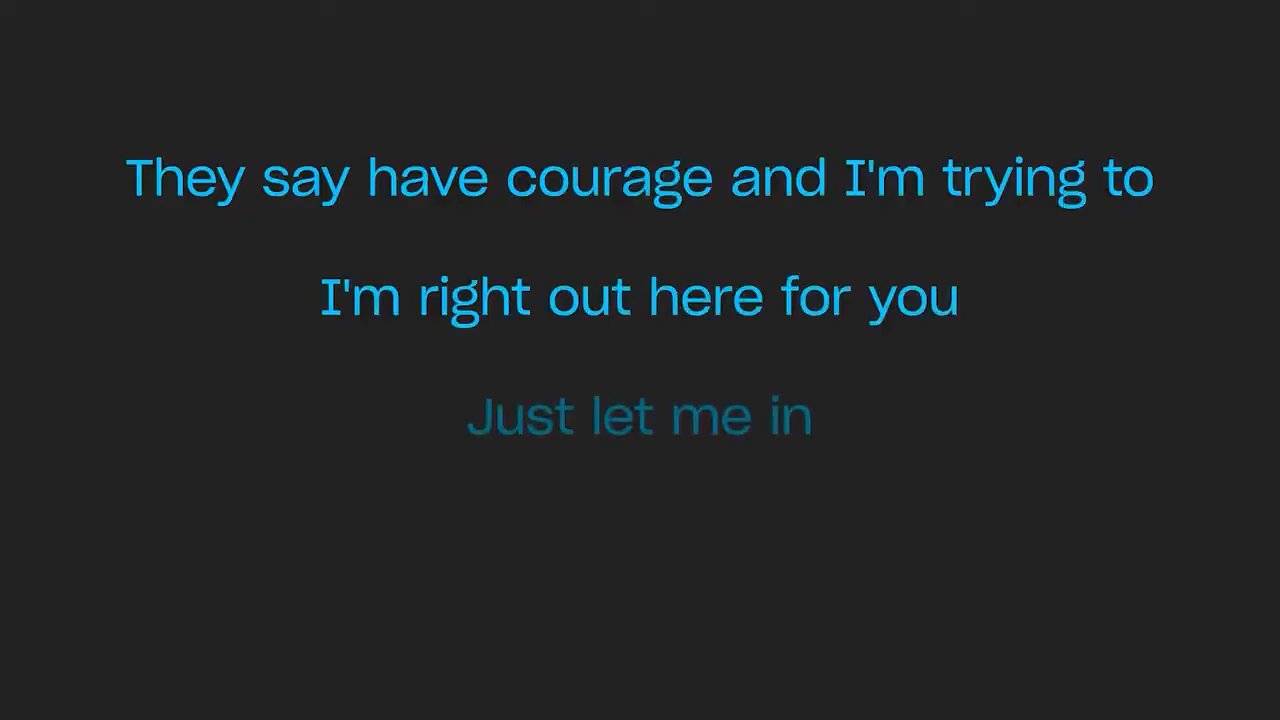 They say have courage and I'm trying to
I'm right out here for you
Just let me in